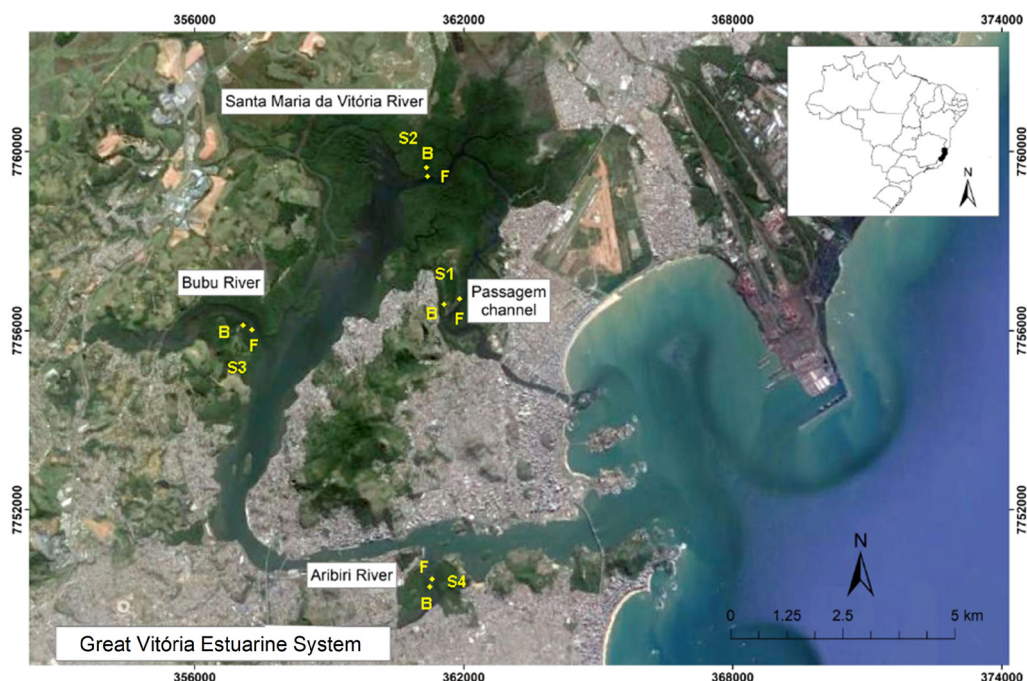 356000 362000 368000 374000
Santa Maria da Vitória River
S2
B
F
7760000
7760000
N
S1
Bubu River
Passagem
channel
B
F
7756000
7756000
B
F
S3
7752000
7752000
F
Aribiri River
S4
B
N
0 1.25 2.5 5 km
Great Vitória Estuarine System
356000 362000 368000 374000